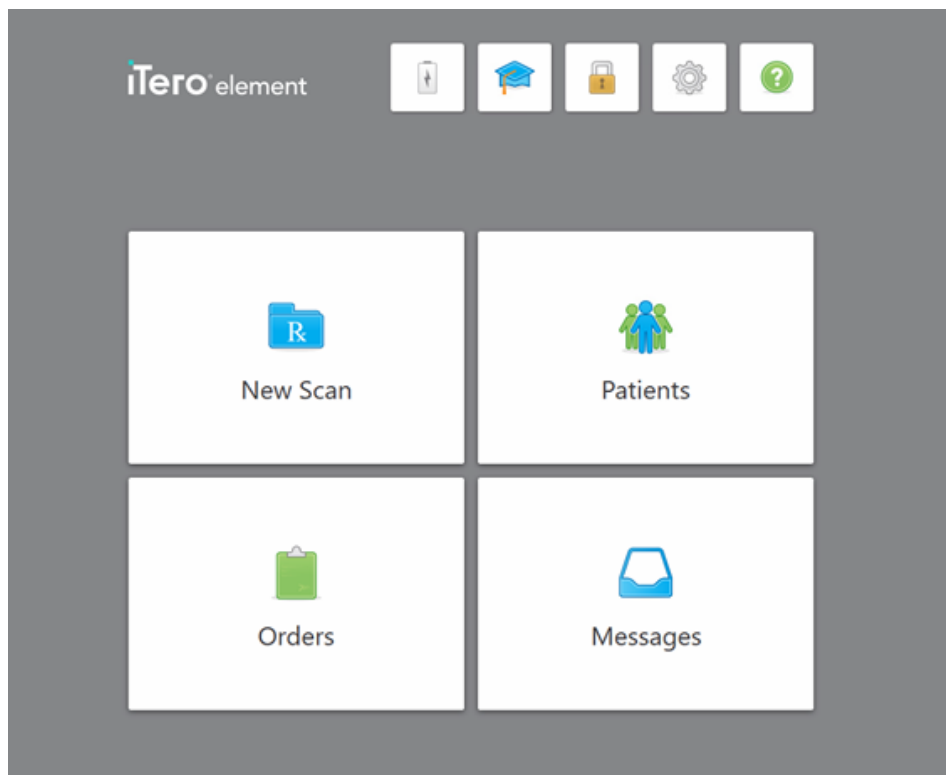 iTero element
?
New Scan
Patients
Orders
Messages